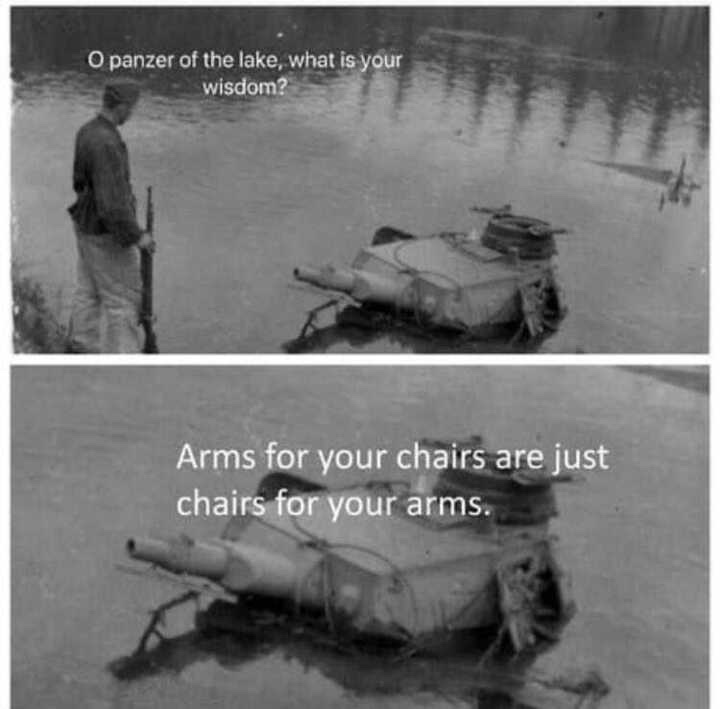 O panzer of the lake, what is your
wisdom?
Arms for your chairs are just
chairs for your arms.